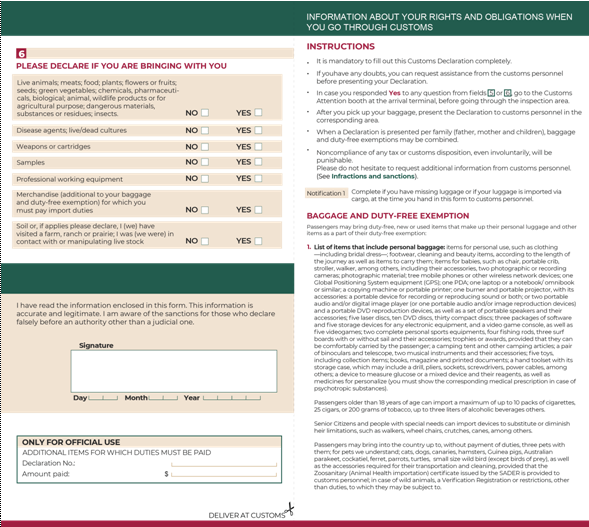 6
PLEASE DECLARE IF YOU ARE BRINGING WITH YOU
Live animals; meats; food; plants; flowers or fruits;
seeds; green vegetables; chemicals, pharmaceuti-
cals, biological; animal, wildlife products or for
agricultural purpose; dangerous materials,
substances or residues; insects.
NO YES
Disease agents; live/dead cultures NO YES
Weapons or cartridges NO YES
Samples NO YES
Professional working equipment NO YES
Merchandise (additional to your baggage
and duty-free exemption) for which you
must pay import duties NO YES
Soil or, if applies please declare, I (we) have
visited a farm, ranch or prairie; I was (we were) in
contact with or manipulating live stock NO YES
I have read the information enclosed in this form. This information is
accurate and legitimate. I am aware of the sanctions for those who declare
falsely before an authority other than a judicial one.
Signature
Day Month Year
ONLY FOR OFFICIAL USE
ADDITIONAL ITEMS FOR WHICH DUTIES MUST BE PAID
Declaration No.:
Amount paid: $
DELIVER AT CUSTOMS
INFORMATION ABOUT YOUR RIGHTS AND OBLIGATIONS WHEN
YOU GO THROUGH CUSTOMS
INSTRUCTIONS
• It is mandatory to fill out this Customs Declaration completely.
• If youhave any doubts, you can request assistance from the customs personnel
before presenting your Declaration.
• In case you responded Yes to any question from fields 5 or 6, go to the Customs
Attention booth at the arrival terminal, before going through the inspection area.
• After you pick up your baggage, present the Declaration to customs personnel in the
corresponding area.
• When a Declaration is presented per family (father, mother and children), baggage
and duty-free exemptions may be combined.
• Noncompliance of any tax or customs disposition, even involuntarily, will be
punishable.
Please do not hesitate to request additional information from customs personnel.
(See Infractions and sanctions).
Notification 1 Complete if you have missing luggage or if your luggage is imported via
cargo, at the time you hand in this form to customs personnel.
BAGGAGE AND DUTY-FREE EXEMPTION
Passengers may bring duty-free, new or used items that make up their personal luggage and other
items as a part of their duty-free exemption:
1. List of items that include personal baggage: items for personal use, such as clothing
—including bridal dress—; footwear, cleaning and beauty items, according to the length of
the journey as well as items to carry them; items for babies, such as chair, portable crib,
stroller, walker, among others, including their accessories, two photographic or recording
cameras; photographic material; tree mobile phones or other wireless network devices; one
Global Positioning System equipment (GPS); one PDA; one laptop or a notebook/ omnibook
or similar; a copying machine or portable printer; one burner and portable projector, with its
accessories: a portable device for recording/reproducing sound or both; or two portable
audio and/or digital image player (or one portable audio and/or image reproduction devices)
and a portable DVD reproduction devices, as well as a set of portable speakers and their
accessories; five laser discs, ten DVD discs, thirty compact discs; three packages of software
and five storage devices for any electronic equipment, and a video game console, as well as
five videogames; two complete personal sports equipments, four fishing rods, three surf
boards with or without sail and their accessories; trophies or awards, provided that they can
be comfortably carried by the passenger; a camping tent and other camping articles; a pair
of binoculars and telescope, two musical instruments and their accessories; five toys,
including collection items; books, magazine and printed documents; a hand toolset with its
storage case, which may include a drill, pliers, sockets, screwdrivers, power cables, among
others; a device to measure glucose or a mixed device and their reagents, as well as
medicines for personalize (you must show the corresponding medical prescription in case of
psychotropic substances).
Passengers older than 18 years of age can import a maximum of up to 10 packs of cigarettes,
25 cigars, or 200 grams of tobacco, up to three liters of alcoholic beverages others.
Senior Citizens and people with special needs can import devices to substitute or diminish
heir limitations, such as walkers, wheel chairs, crutches, canes, among others.
Passengers may bring into the country up to, without payment of duties, three pets with
them; for pets we understand; cats, dogs, canaries, hamsters, Guinea pigs, Australian
parakeet, cockatiel, ferret, parrots, turtles, small size wild bird (except birds of prey), as well
as the accessories required for their transportation and cleaning, provided that the
Zoosanitary (Animal Health importation) certificate issued by the SADER is provided to
customs personnel; in case of wild animals, a Verification Registration or restrictions, other
than duties, to which they may be subject to.